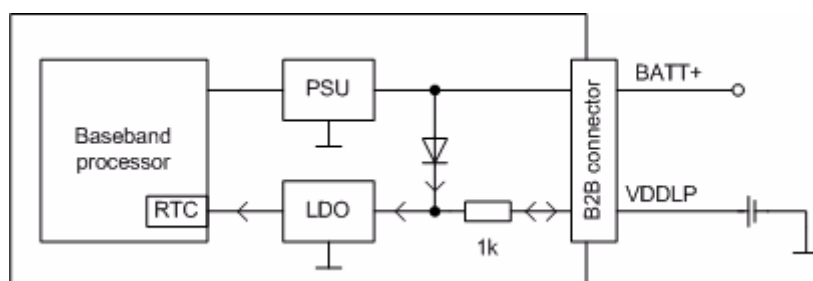 BATT+
PSU
Baseband
processor
B2B connector
VDDLP
RTC
LDO
1k